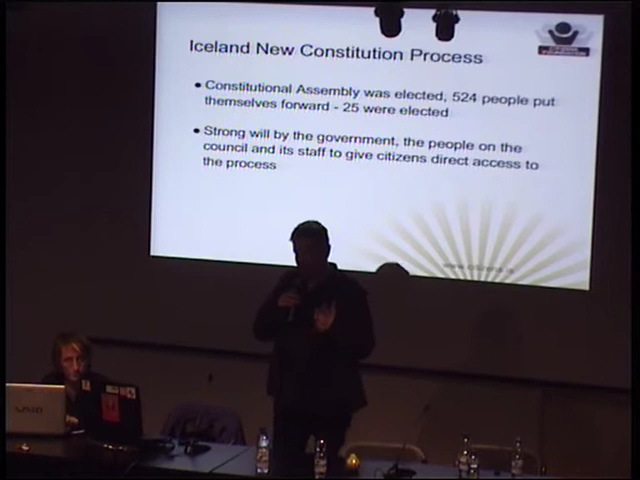 Iceland New Constitution Process
• Constitutional Assembly was elected, 524 people put
themselves forward - 25 were elected
• Strong will by the government, the people on the
council and its staff to give citizens direct access to
the process